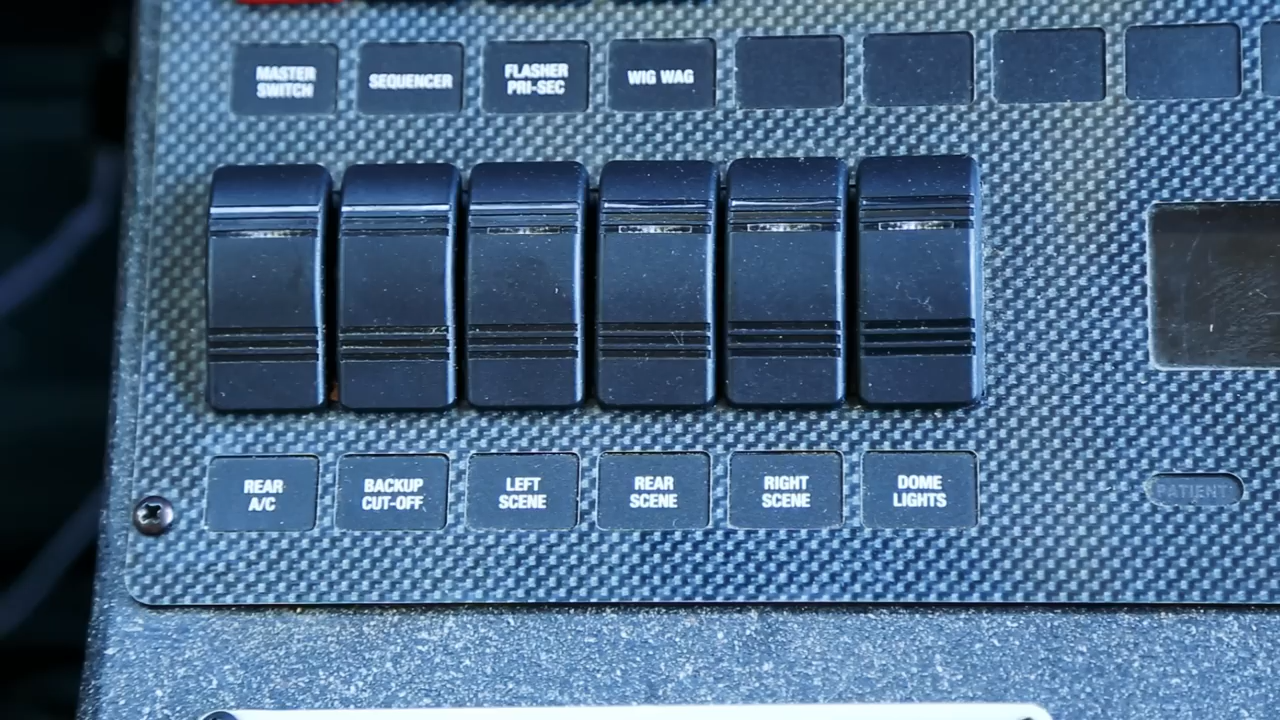 MASTER
SWITCH
SEQUENCER
FLASHER
PRI-SEC
WIG WAG
REAR
A/C
BACKUP
CUT-OFF
LEFT
SCENE
REAR
SCENE
RIGHT
SCENE
DOME
LIGHTS
PATIENT